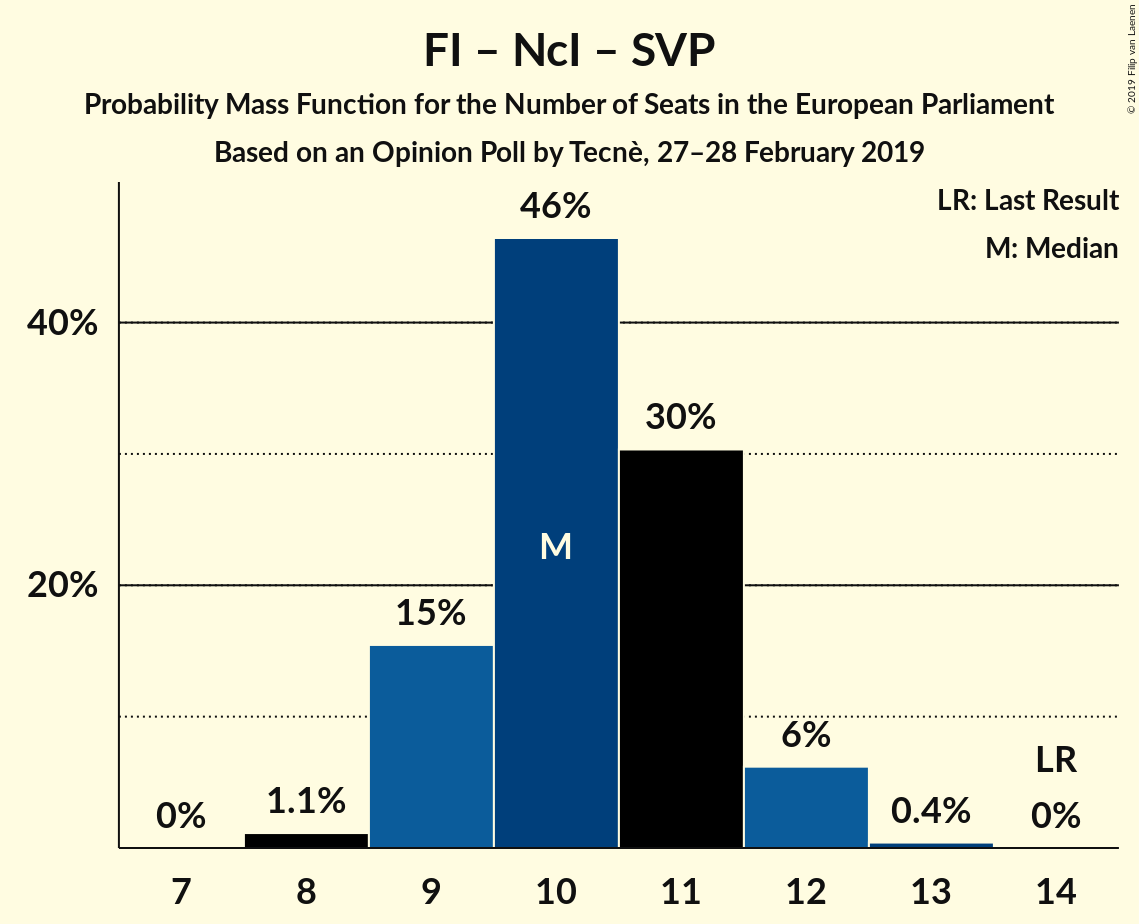 FI – NcI – SVP
Probability Mass Function for the Number of Seats in the European Parliament
Based on an Opinion Poll by Tecnè, 27–28 February 2019
© 2019 Filip van Laenen
LR: Last Result
M: Median
46%
40%
30%
M
20%
15%
6%
LR
1.1%
0.4%
0%
0%
7 8 9 10 11 12 13 14